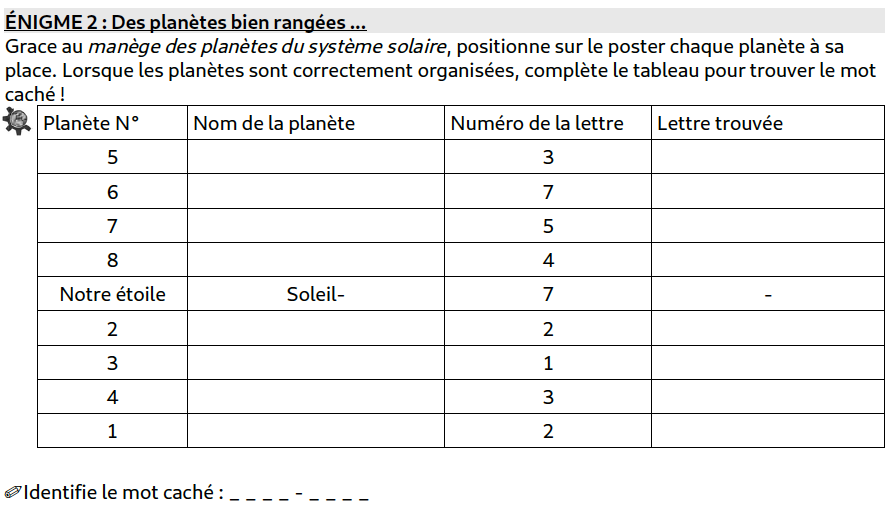 ÉNIGME 2 : Des planètes bien rangées ...
Grace au manège des planètes du système solaire, positionne sur le poster chaque planète à sa
place. Lorsque les planètes sont correctement organisées, complète le tableau pour trouver le mot
caché !
Planète N° Nom de la planète Numéro de la lettre Lettre trouvée
5 3
6 7
7 5
8 4
Notre étoile Soleil- 7 -
2 2
3 1
4 3
1 2
Identifie le mot caché : _ _ _ _ - _ _ _ _